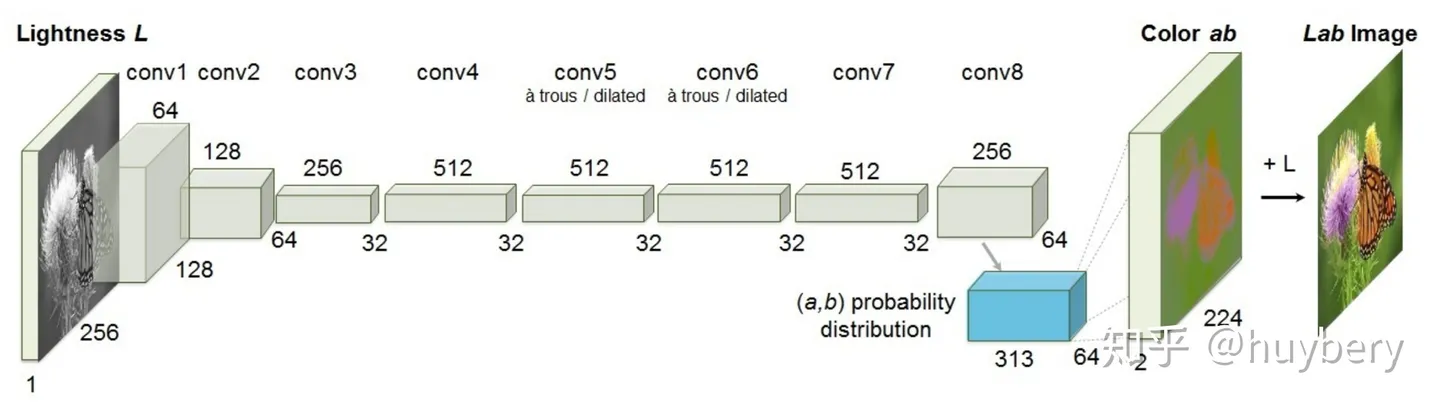 Lightness L
Color ab
Lab Image
conv1 conv2 conv3 conv4 conv5 conv6 conv7 conv8
à trous / dilated à trous / dilated
64
128
256
512
512
512
512
256
+ L
128
64
32
32
32
32
32
64
256
1
(a,b) probability
distribution
313
64
2
224
知乎 @huybery